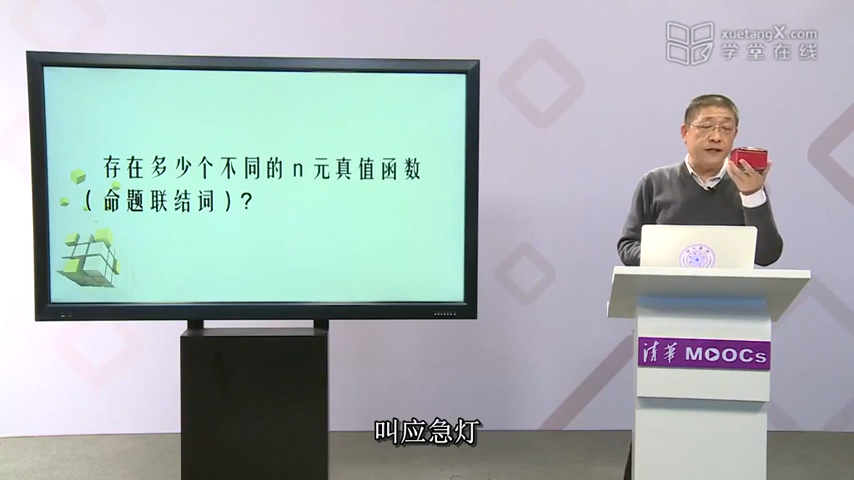 xuetangX.com
学堂在线
存在多少个不同的n元真值函数
（命题联结词）？
清华 MOOCs
叫应急灯